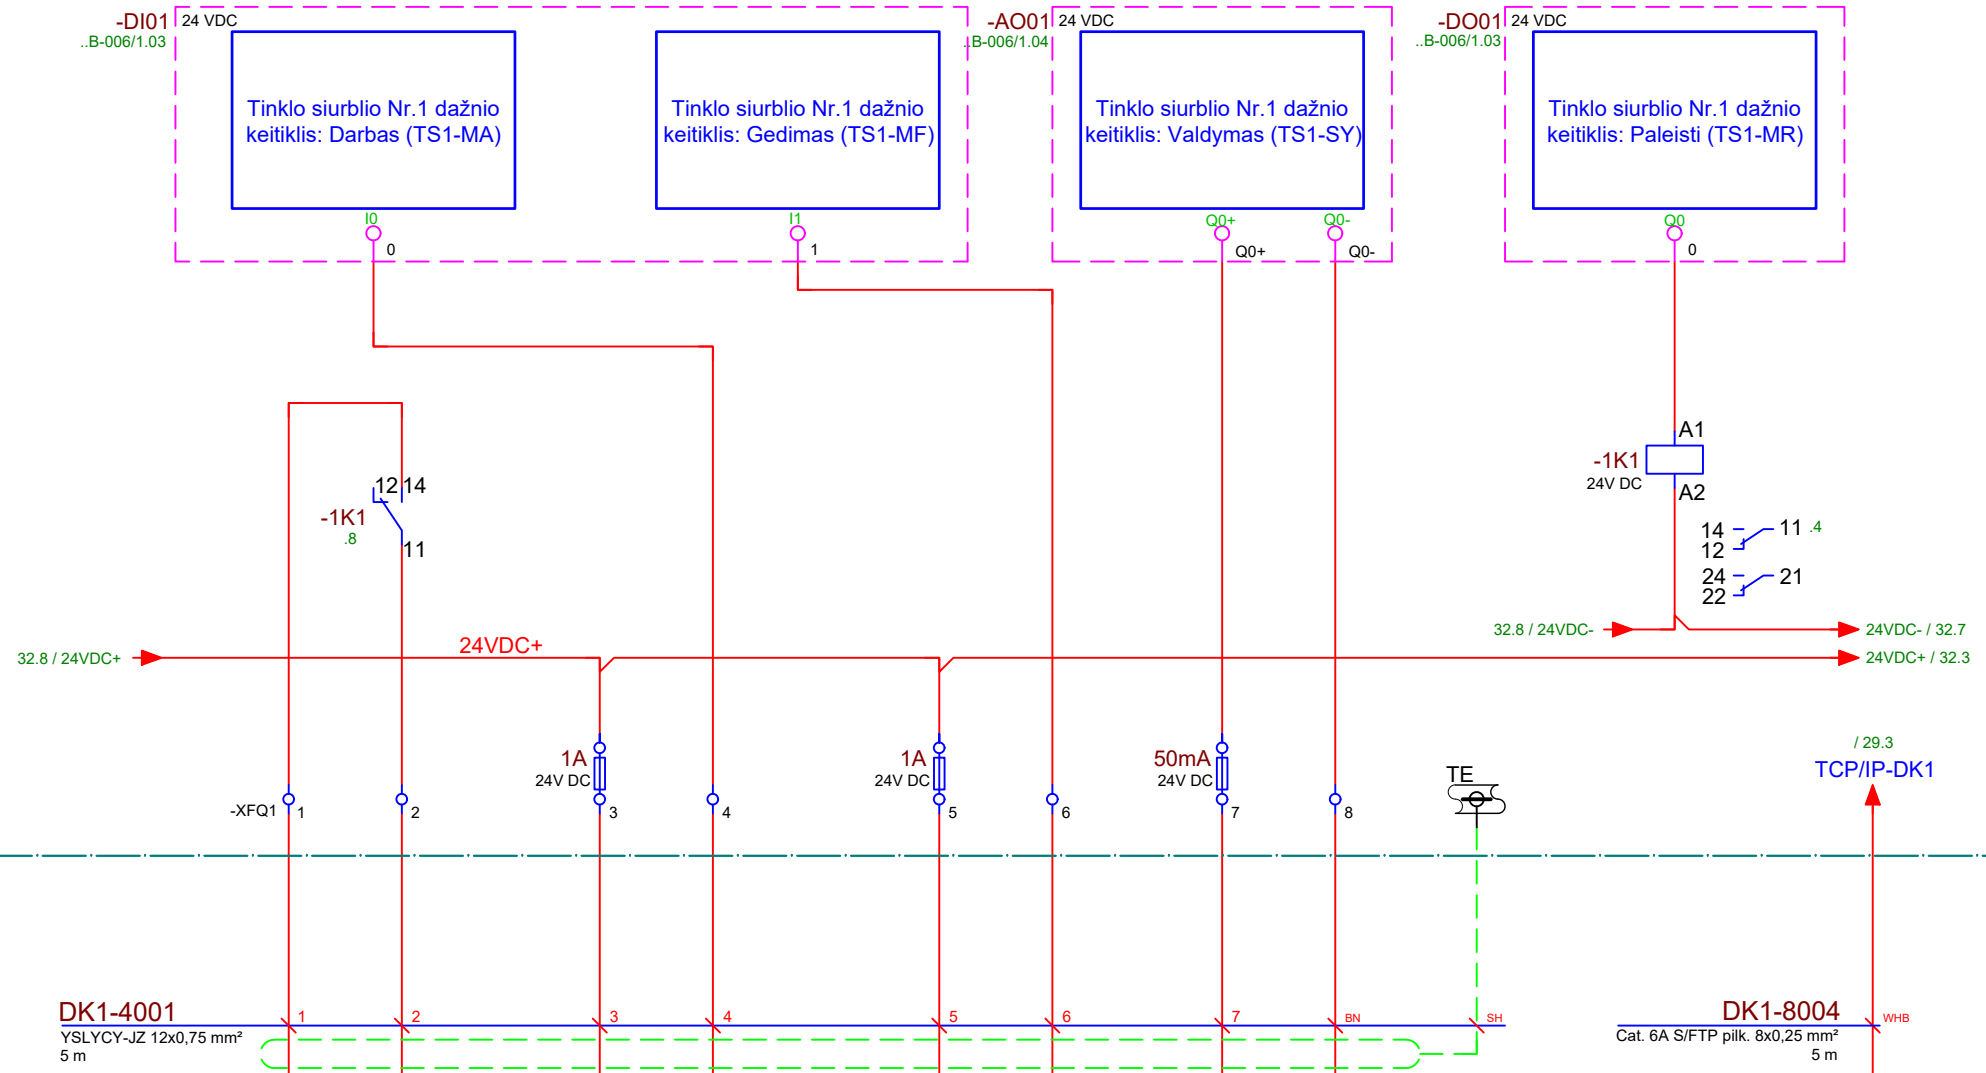 -DI01
..B-006/1.03
24 VDC
Tinklo siurblio Nr.1 dažnio
keitiklis: Darbas (TS1-MA)
I0
0
Tinklo siurblio Nr.1 dažnio
keitiklis: Gedimas (TS1-MF)
I1
1
-AO01
..B-006/1.04
24 VDC
Tinklo siurblio Nr.1 dažnio
keitiklis: Valdymas (TS1-SY)
Q0+
Q0-
Q0+
Q0-
-DO01
..B-006/1.03
24 VDC
Tinklo siurblio Nr.1 dažnio
keitiklis: Paleisti (TS1-MR)
Q0
0
12 14
-1K1
.8
11
A1
-1K1
24V DC
A2
14 11 .4
12
24 21
22
32.8 / 24VDC-
24VDC- / 32.7
32.8 / 24VDC+
24VDC+
24VDC+ / 32.3
1A
24V DC
1A
24V DC
50mA
24V DC
TE
/ 29.3
TCP/IP-DK1
-XFQ1 1 2 3 4 5 6 7 8
DK1-4001
1 2 3 4 5 6 7 BN SH
YSLYCY-JZ 12x0,75 mm²
5 m
DK1-8004
WHB
Cat. 6A S/FTP pilk. 8x0,25 mm²
5 m